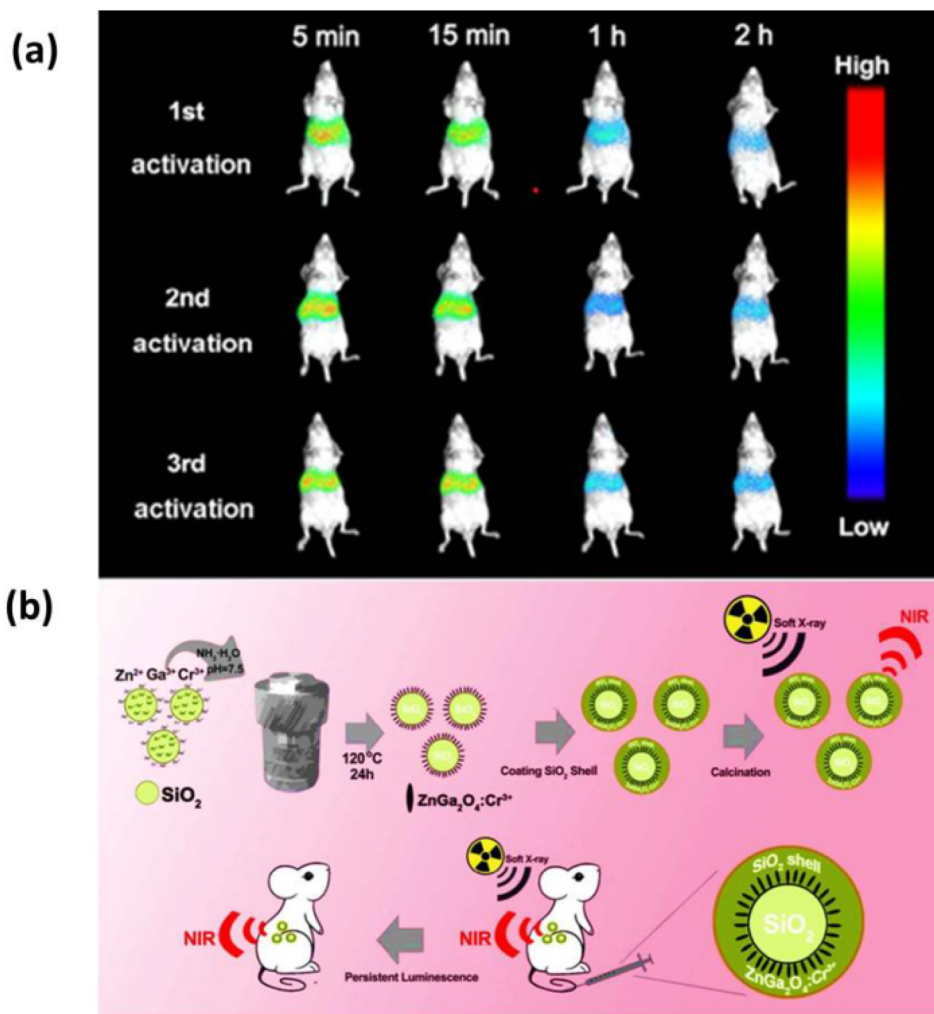 (a)
5 min 15 min 1 h 2 h
High
1st
activation
2nd
activation
3rd
activation
Low
(b)
NH₃·H₂O
pH=7.5
Zn²⁺ Ga³⁺ Cr³⁺
SiO₂
120°C
24h
SiO₂
SiO₂
SiO₂
ZnGa₂O₄:Cr³⁺
Coating SiO₂ Shell
Calcination
Soft X-ray
NIR
Soft X-ray
NIR
Persistent Luminescence
NIR
SiO₂ shell
SiO₂
ZnGa₂O₄:Cr³⁺